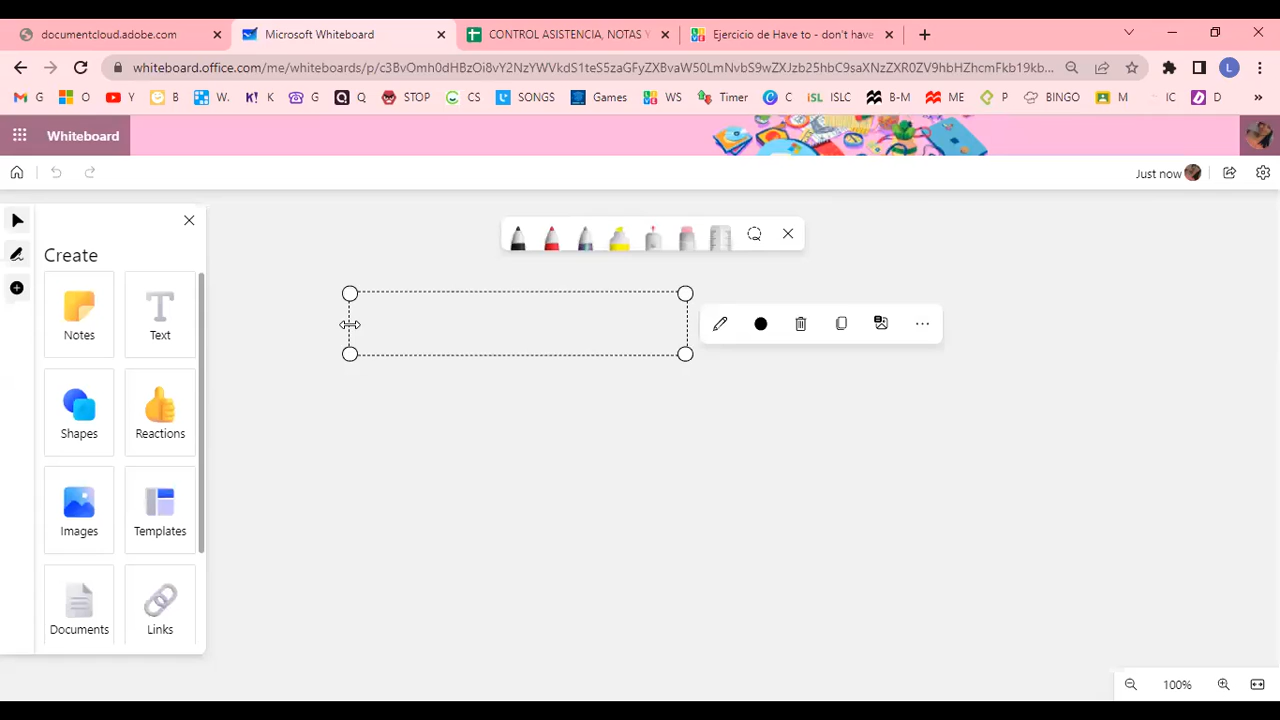 documentcloud.adobe.com
Microsoft Whiteboard
CONTROL ASISTENCIA, NOTAS Y
Ejercicio de Have to - don't have
whiteboard.office.com/me/whiteboards/p/
G O YouTube B W. K! K G Q STOP CS SONGS Games WS Timer C ISLC B-M ME P BINGO M IC D
Whiteboard
Just now
Create
Notes Text
Shapes Reactions
Images Templates
Documents Links
100%